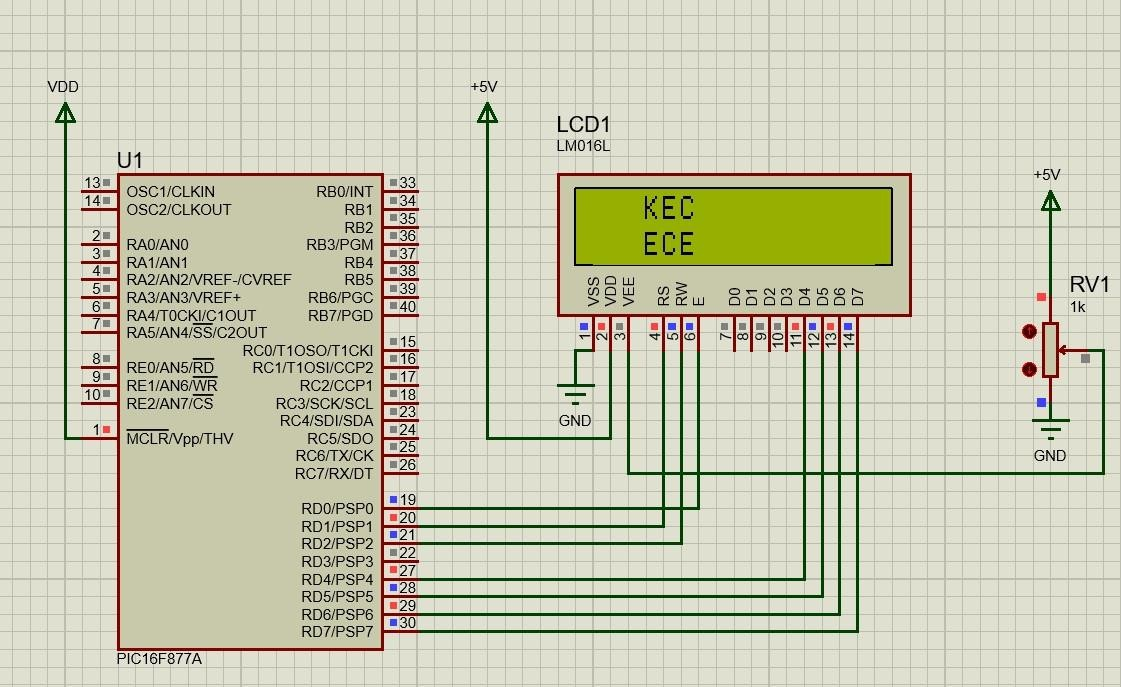 VDD
+5V
LCD1
LM016L
U1
+5V
13 OSC1/CLKIN RB0/INT 33
14 OSC2/CLKOUT RB1 34
RB2 35
2 RA0/AN0 RB3/PGM 36
3 RA1/AN1 RB4 37
4 RA2/AN2/VREF-/CVREF RB5 38
5 RA3/AN3/VREF+ RB6/PGC 39
6 RA4/T0CKI/C1OUT RB7/PGD 40
7 RA5/AN4/SS/C2OUT
RC0/T1OSO/T1CKI 15
8 RE0/AN5/RD RC1/T1OSI/CCP2 16
9 RE1/AN6/WR RC2/CCP1 17
10 RE2/AN7/CS RC3/SCK/SCL 18
RC4/SDI/SDA 23
1 MCLR/Vpp/THV RC5/SDO 24
RC6/TX/CK 25
RC7/RX/DT 26
RD0/PSP0 19
RD1/PSP1 20
RD2/PSP2 21
RD3/PSP3 22
RD4/PSP4 27
RD5/PSP5 28
RD6/PSP6 29
RD7/PSP7 30
PIC16F877A
KEC
ECE
VSS VDD VEE RS RW E D0 D1 D2 D3 D4 D5 D6 D7
1 2 3 4 5 6 7 8 9 10 11 12 13 14
GND
RV1
1k
GND